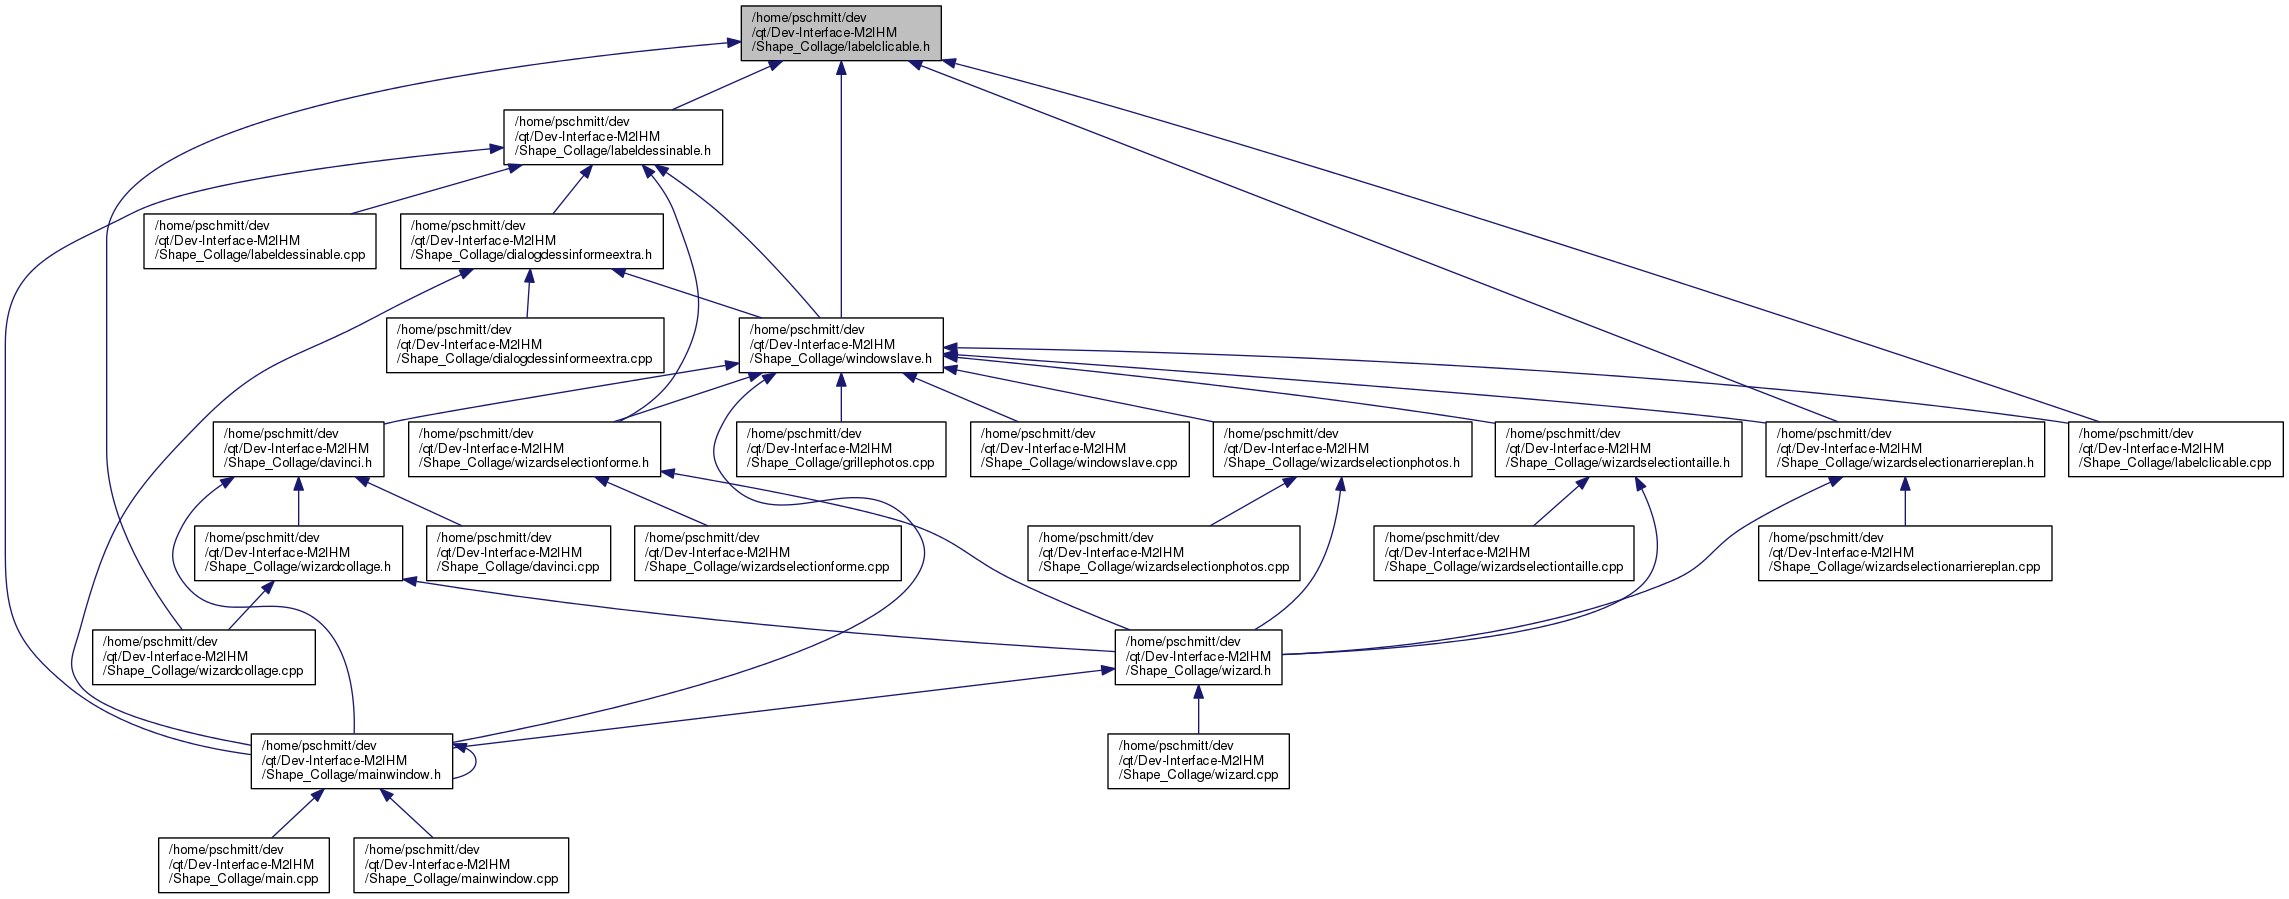 /home/pschmitt/dev
/qt/Dev-Interface-M2IHM
/Shape_Collage/labelclicable.h
/home/pschmitt/dev
/qt/Dev-Interface-M2IHM
/Shape_Collage/labeldessinable.h
/home/pschmitt/dev
/qt/Dev-Interface-M2IHM
/Shape_Collage/labeldessinable.cpp
/home/pschmitt/dev
/qt/Dev-Interface-M2IHM
/Shape_Collage/dialogdessinformeextra.h
/home/pschmitt/dev
/qt/Dev-Interface-M2IHM
/Shape_Collage/dialogdessinformeextra.cpp
/home/pschmitt/dev
/qt/Dev-Interface-M2IHM
/Shape_Collage/windowslave.h
/home/pschmitt/dev
/qt/Dev-Interface-M2IHM
/Shape_Collage/davinci.h
/home/pschmitt/dev
/qt/Dev-Interface-M2IHM
/Shape_Collage/wizardselectionforme.h
/home/pschmitt/dev
/qt/Dev-Interface-M2IHM
/Shape_Collage/grillephotos.cpp
/home/pschmitt/dev
/qt/Dev-Interface-M2IHM
/Shape_Collage/windowslave.cpp
/home/pschmitt/dev
/qt/Dev-Interface-M2IHM
/Shape_Collage/wizardselectionphotos.h
/home/pschmitt/dev
/qt/Dev-Interface-M2IHM
/Shape_Collage/wizardselectiontaille.h
/home/pschmitt/dev
/qt/Dev-Interface-M2IHM
/Shape_Collage/wizardselectionarriereplan.h
/home/pschmitt/dev
/qt/Dev-Interface-M2IHM
/Shape_Collage/labelclicable.cpp
/home/pschmitt/dev
/qt/Dev-Interface-M2IHM
/Shape_Collage/wizardcollage.h
/home/pschmitt/dev
/qt/Dev-Interface-M2IHM
/Shape_Collage/davinci.cpp
/home/pschmitt/dev
/qt/Dev-Interface-M2IHM
/Shape_Collage/wizardselectionforme.cpp
/home/pschmitt/dev
/qt/Dev-Interface-M2IHM
/Shape_Collage/wizardselectionphotos.cpp
/home/pschmitt/dev
/qt/Dev-Interface-M2IHM
/Shape_Collage/wizardselectiontaille.cpp
/home/pschmitt/dev
/qt/Dev-Interface-M2IHM
/Shape_Collage/wizardselectionarriereplan.cpp
/home/pschmitt/dev
/qt/Dev-Interface-M2IHM
/Shape_Collage/wizardcollage.cpp
/home/pschmitt/dev
/qt/Dev-Interface-M2IHM
/Shape_Collage/wizard.h
/home/pschmitt/dev
/qt/Dev-Interface-M2IHM
/Shape_Collage/mainwindow.h
/home/pschmitt/dev
/qt/Dev-Interface-M2IHM
/Shape_Collage/wizard.cpp
/home/pschmitt/dev
/qt/Dev-Interface-M2IHM
/Shape_Collage/main.cpp
/home/pschmitt/dev
/qt/Dev-Interface-M2IHM
/Shape_Collage/mainwindow.cpp